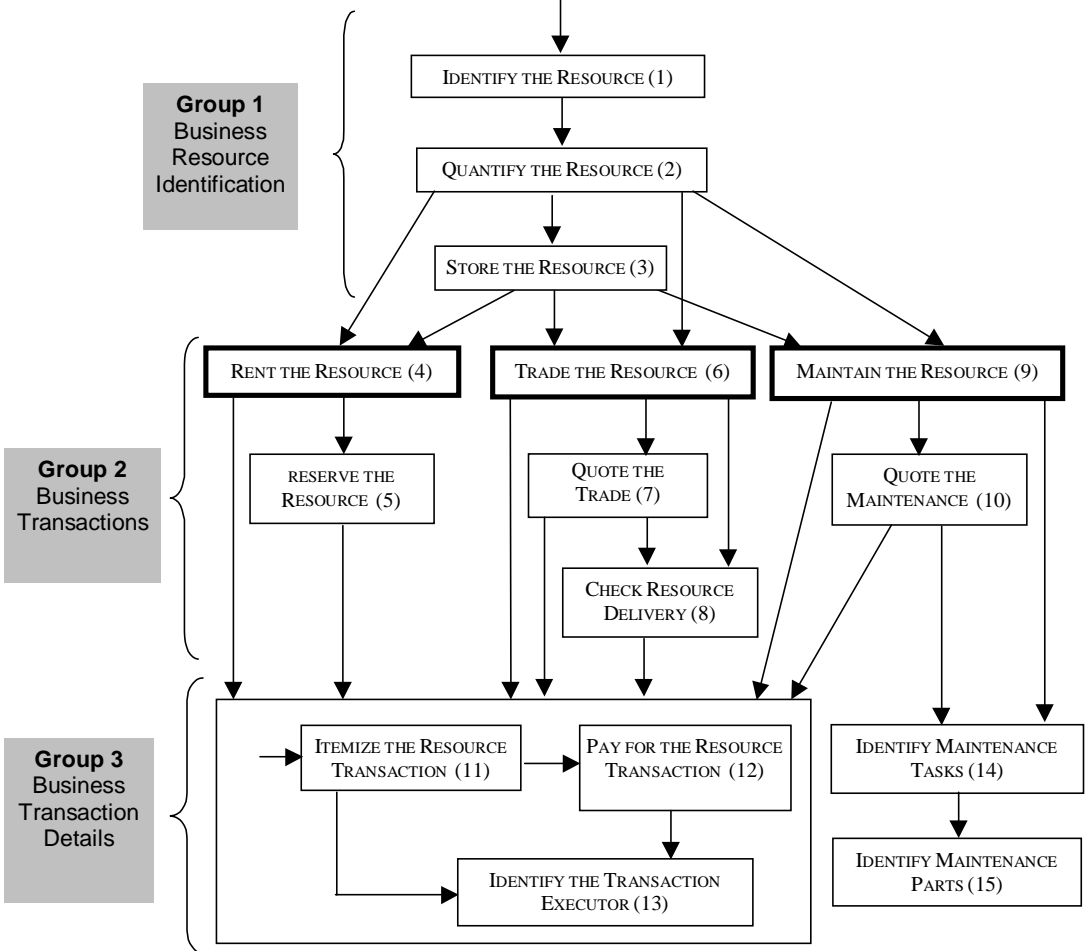 IDENTIFY THE RESOURCE (1)
Group 1
Business
Resource
Identification
QUANTIFY THE RESOURCE (2)
STORE THE RESOURCE (3)
RENT THE RESOURCE (4)
TRADE THE RESOURCE (6)
MAINTAIN THE RESOURCE (9)
Group 2
Business
Transactions
RESERVE THE
RESOURCE (5)
QUOTE THE
TRADE (7)
QUOTE THE
MAINTENANCE (10)
CHECK RESOURCE
DELIVERY (8)
Group 3
Business
Transaction
Details
ITEMIZE THE RESOURCE
TRANSACTION (11)
PAY FOR THE RESOURCE
TRANSACTION (12)
IDENTIFY MAINTENANCE
TASKS (14)
IDENTIFY THE TRANSACTION
EXECUTOR (13)
IDENTIFY MAINTENANCE
PARTS (15)